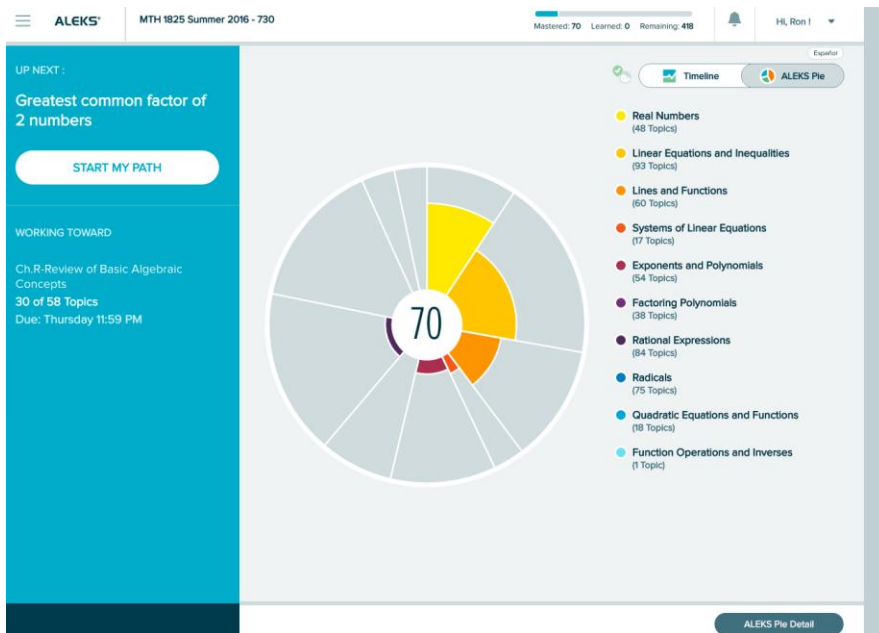 ALEKS®
MTH 1825 Summer 2016 - 730
Mastered: 70 Learned: 0 Remaining: 418
Hi, Ron !
Español
UP NEXT :
Greatest common factor of
2 numbers
START MY PATH
WORKING TOWARD
Ch.R-Review of Basic Algebraic
Concepts
30 of 58 Topics
Due: Thursday 11:59 PM
70
Timeline
ALEKS Pie
Real Numbers
(48 Topics)
Linear Equations and Inequalities
(93 Topics)
Lines and Functions
(60 Topics)
Systems of Linear Equations
(17 Topics)
Exponents and Polynomials
(54 Topics)
Factoring Polynomials
(38 Topics)
Rational Expressions
(84 Topics)
Radicals
(75 Topics)
Quadratic Equations and Functions
(18 Topics)
Function Operations and Inverses
(1 Topic)
ALEKS Pie Detail